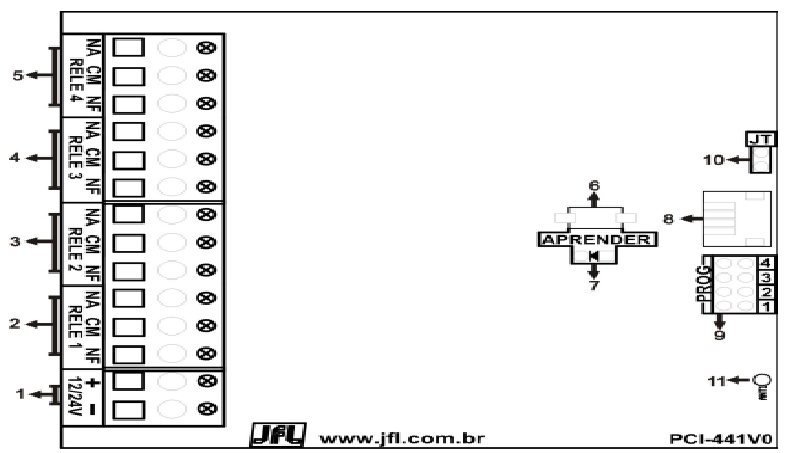 5
NA CM NF
RELE 4
4
NA CM NF
RELE 3
3
NA CM NF
RELE 2
2
NA CM NF
RELE 1
1
+ -
12/24V
6
APRENDER
7
JT
10
8
PROG
4
3
2
1
9
11
ANT1
JFL
www.jfl.com.br
PCI-441V0